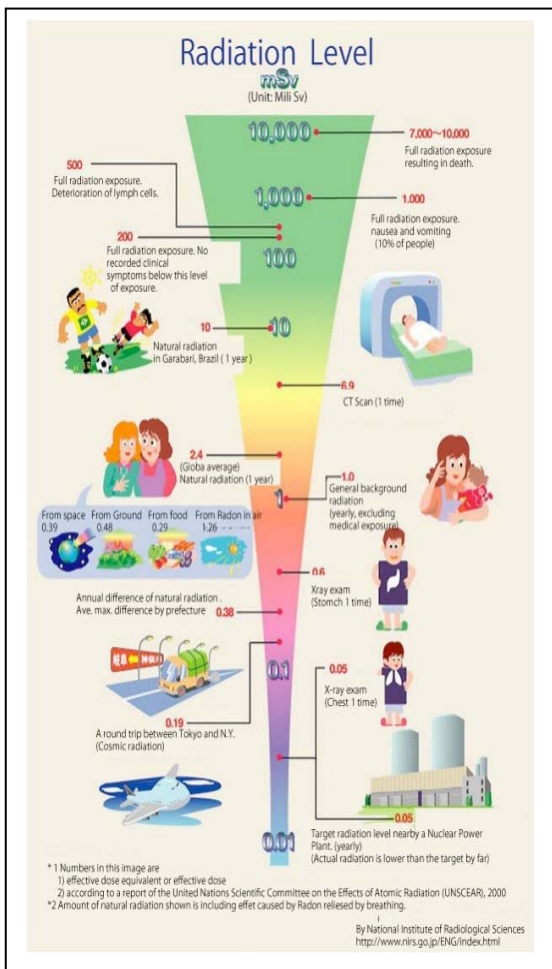 Radiation Level
mSv
(Unit: Mili Sv)
10,000
7,000~10,000
Full radiation exposure
resulting in death.
500
Full radiation exposure.
Deterioration of lymph cells.
1,000
1.000
Full radiation exposure.
nausea and vomiting
(10% of people)
200
Full radiation exposure. No
recorded clinical
symptoms below this level
of exposure.
100
10
Natural radiation
in Garabari, Brazil ( 1 year )
10
6.9
CT Scan (1 time)
2.4
(Globa average)
Natural radiation (1 year)
1.0
General background
radiation
(yearly, excluding
medical exposure)
1
From space
0.39
From Ground
0.48
From food
0.29
From Radon in air
1.26
0.6
Xray exam
(Stomch 1 time)
Annual difference of natural radiation .
Ave. max. difference by prefecture 0.38
0.1
0.05
X-ray exam
(Chest 1 time)
0.19
A round trip between Tokyo and N.Y.
(Cosmic radiation)
0.05
Target radiation level nearby a Nuclear Power
Plant. (yearly)
(Actual radiation is lower than the target by far)
0.01
* 1 Numbers in this image are
1) effective dose equivalent or effective dose
2) according to a report of the United Nations Scientific Committee on the Effects of Atomic Radiation (UNSCEAR), 2000
*2 Amount of natural radiation shown is including effet caused by Radon reliesed by breathing.
By National Institute of Radiological Sciences
http://www.nirs.go.jp/ENG/index.html